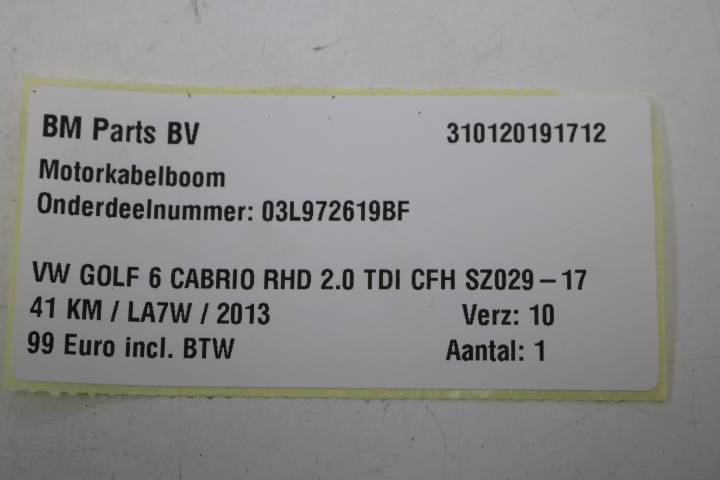 BM Parts BV 310120191712
Motorkabelboom
Onderdeelnummer: 03L972619BF
VW GOLF 6 CABRIO RHD 2.0 TDI CFH SZ029 – 17
41 KM / LA7W / 2013 Verz: 10
99 Euro incl. BTW Aantal: 1